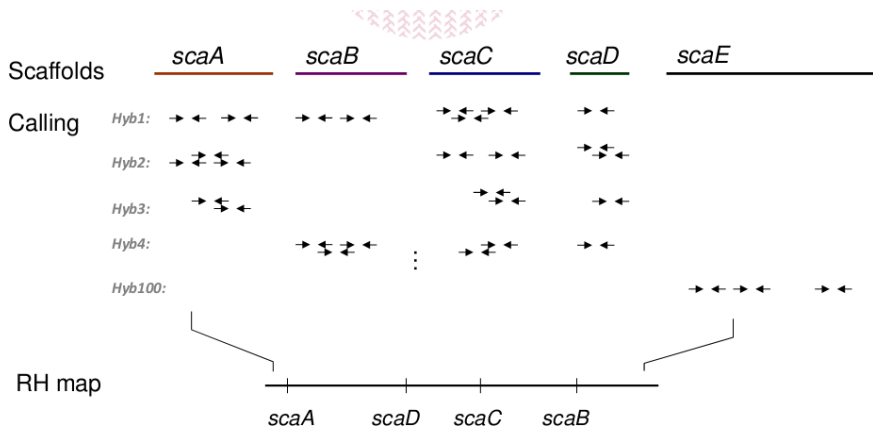 scaA scaB scaC scaD scaE
Scaffolds
Calling Hyb1:
Hyb2:
Hyb3:
Hyb4:
Hyb100:
RH map
scaA scaD scaC scaB